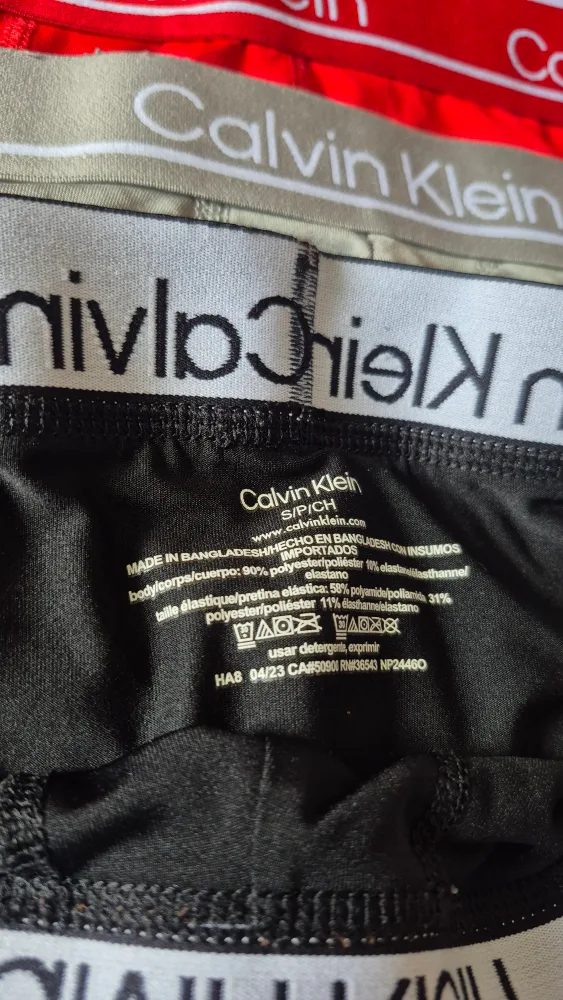 in
C
Calvin Klein
Calvin
Klein
Calvin Klein
S/P/CH
www.calvinklein.com
MADE IN BANGLADESH/HECHO EN BANGLADESH CON INSUMOS
IMPORTADOS
body/corps/cuerpo: 90% polyester/poliéster 10% elastane/élasthanne/
elastano
taille élastique/pretina elástica: 58% polyamide/poliamida 31%
polyester/poliéster 11% élasthanne/elastano
usar detergente, exprimir
HA8 04/23 CA#50900 RN#36543 NP2446O